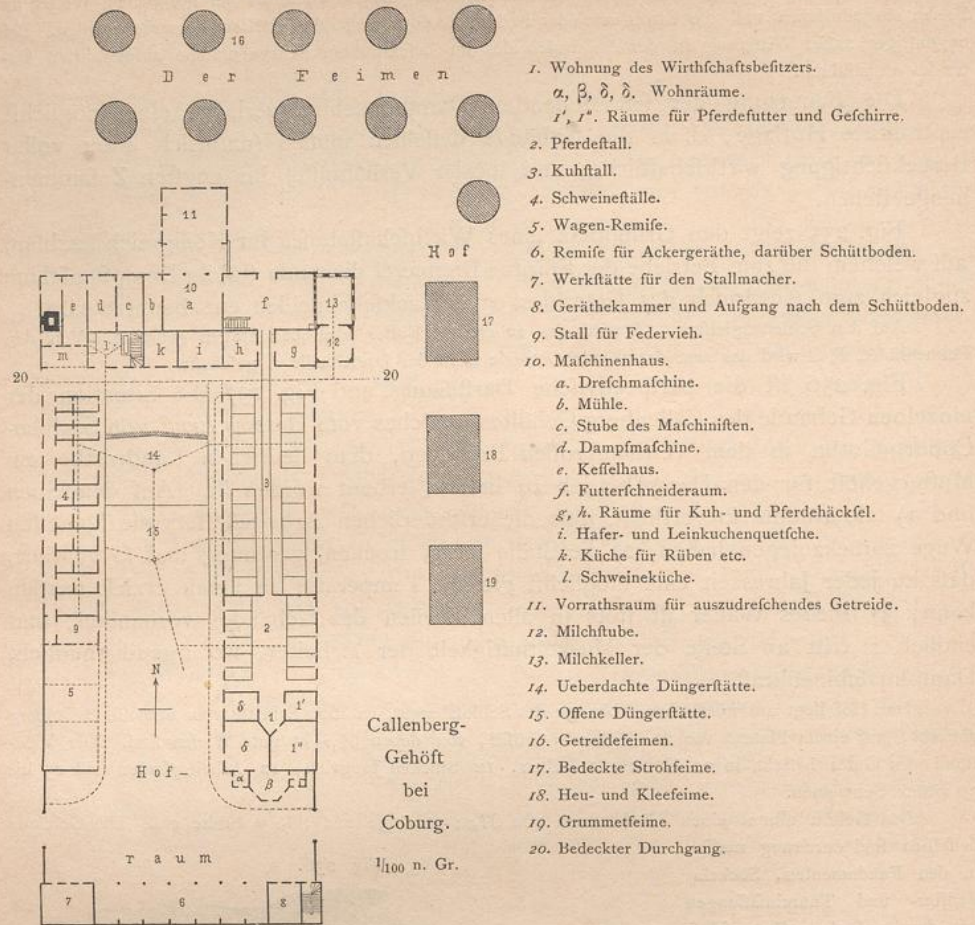 16
Der Feimen
11
Hof
10
e d c b a f 13
17
m l k i h g 12
20 20
14
18
4 3
15
19
9 2
5 N
δ 1 1'
δ 1"
α β
Hof-
raum
7 6 8
Callenberg-
Gehöft
bei
Coburg.
1/100 n. Gr.
1. Wohnung des Wirthſchaftsbeſitzers.
α, β, δ, δ. Wohnräume.
1', 1". Räume für Pferdefutter und Geſchirre.
2. Pferdeſtall.
3. Kuhſtall.
4. Schweineſtälle.
5. Wagen-Remiſe.
6. Remiſe für Ackergeräthe, darüber Schüttboden.
7. Werkſtätte für den Stallmacher.
8. Geräthekammer und Aufgang nach dem Schüttboden.
9. Stall für Federvieh.
10. Maſchinenhaus.
a. Dreſchmaſchine.
b. Mühle.
c. Stube des Maſchiniſten.
d. Dampfmaſchine.
e. Keſſelhaus.
f. Futterſchneideraum.
g, h. Räume für Kuh- und Pferdehäckſel.
i. Hafer- und Leinkuchenquetſche.
k. Küche für Rüben etc.
l. Schweineküche.
11. Vorrathsraum für auszudreſchendes Getreide.
12. Milchſtube.
13. Milchkeller.
14. Ueberdachte Düngerſtätte.
15. Offene Düngerſtätte.
16. Getreidefeimen.
17. Bedeckte Strohfeime.
18. Heu- und Kleefeime.
19. Grummetfeime.
20. Bedeckter Durchgang.